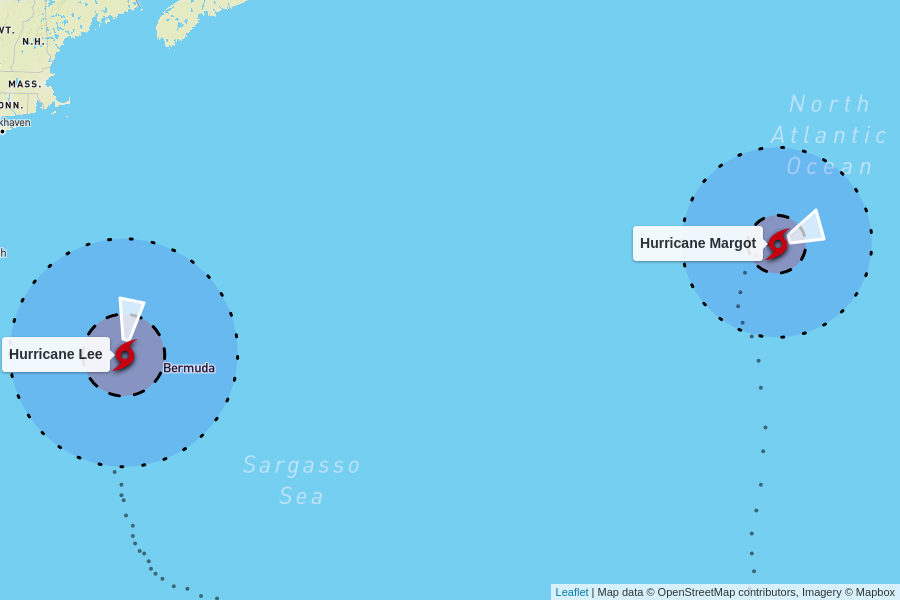 VT.
N.H.
MASS.
ONN.
khaven
North
Atlantic
Ocean
Hurricane Margot
h
Hurricane Lee
Bermuda
Sargasso
Sea
Leaflet | Map data © OpenStreetMap contributors, Imagery © Mapbox